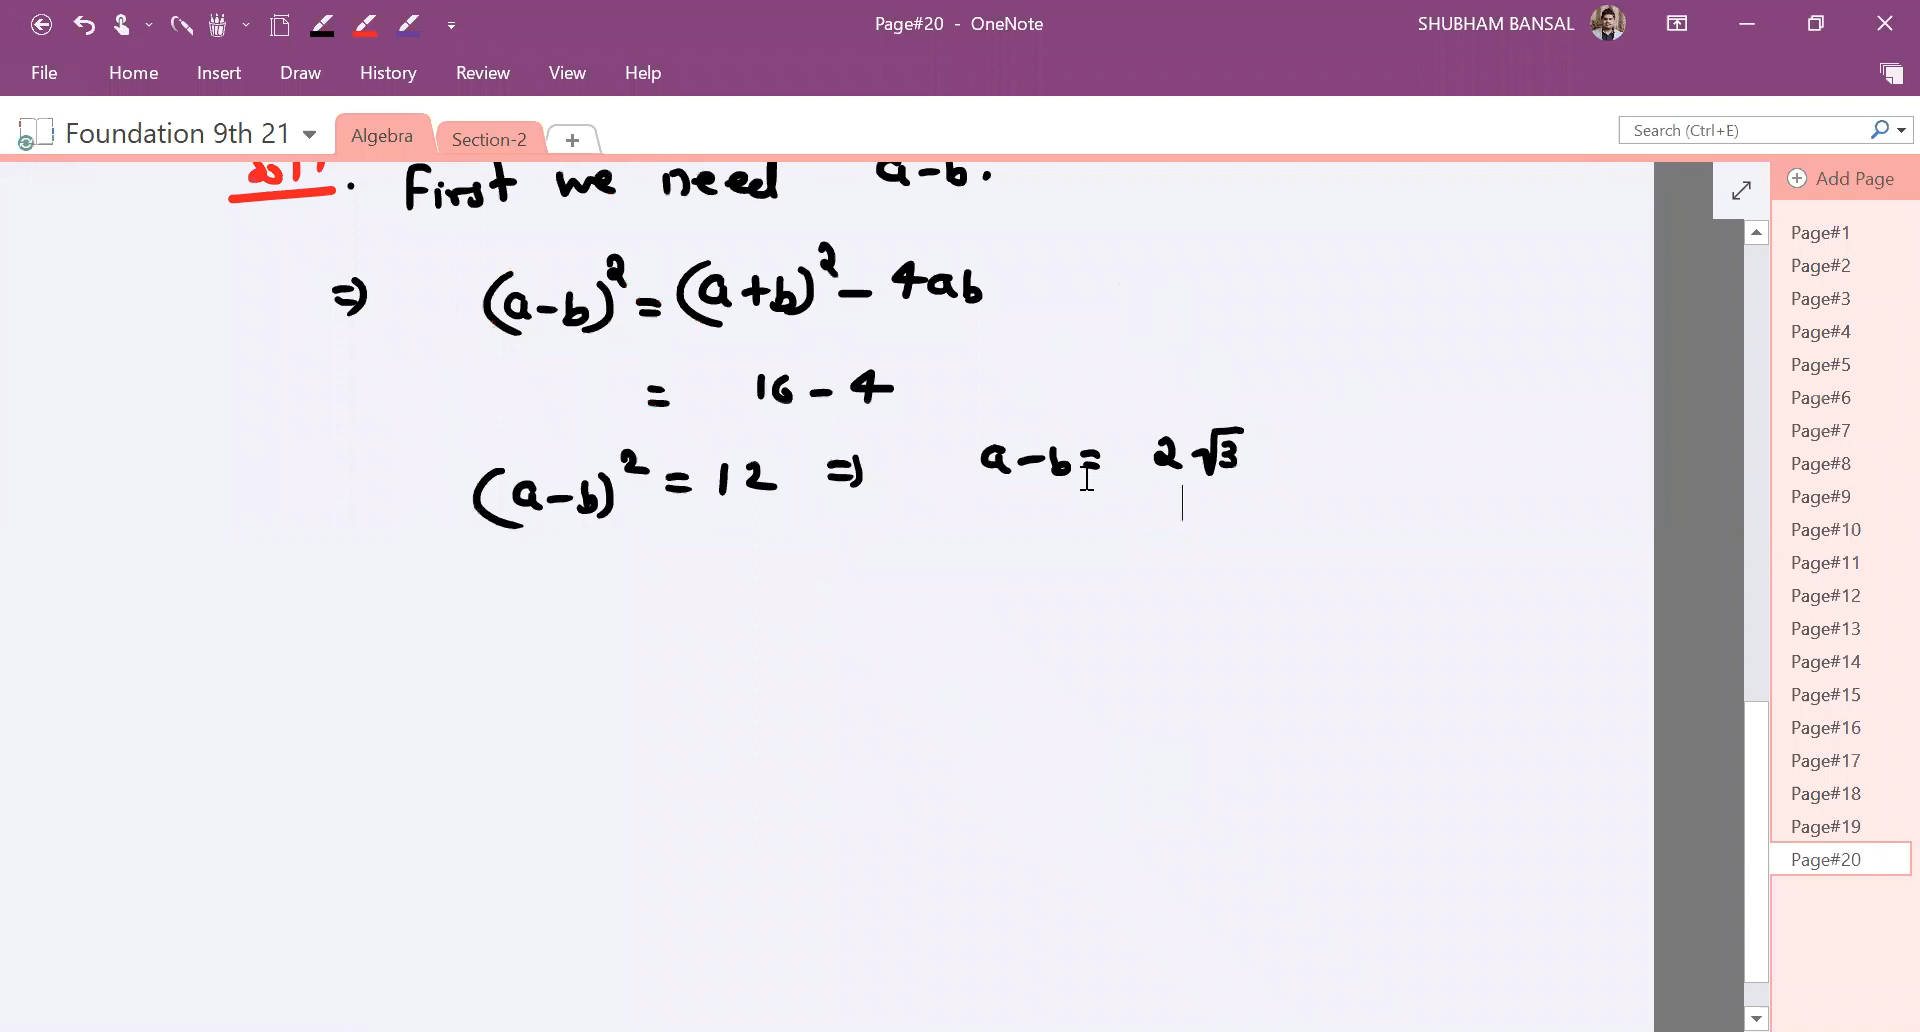 Page#20 - OneNote
SHUBHAM BANSAL
File Home Insert Draw History Review View Help
Foundation 9th 21
Algebra
Section-2
Search (Ctrl+E)
Add Page
. First we need a-b.
⇒ (a-b)² = (a+b)² - 4ab
= 16 - 4
(a-b)² = 12 ⇒ a-b = 2√3
Page#1
Page#2
Page#3
Page#4
Page#5
Page#6
Page#7
Page#8
Page#9
Page#10
Page#11
Page#12
Page#13
Page#14
Page#15
Page#16
Page#17
Page#18
Page#19
Page#20